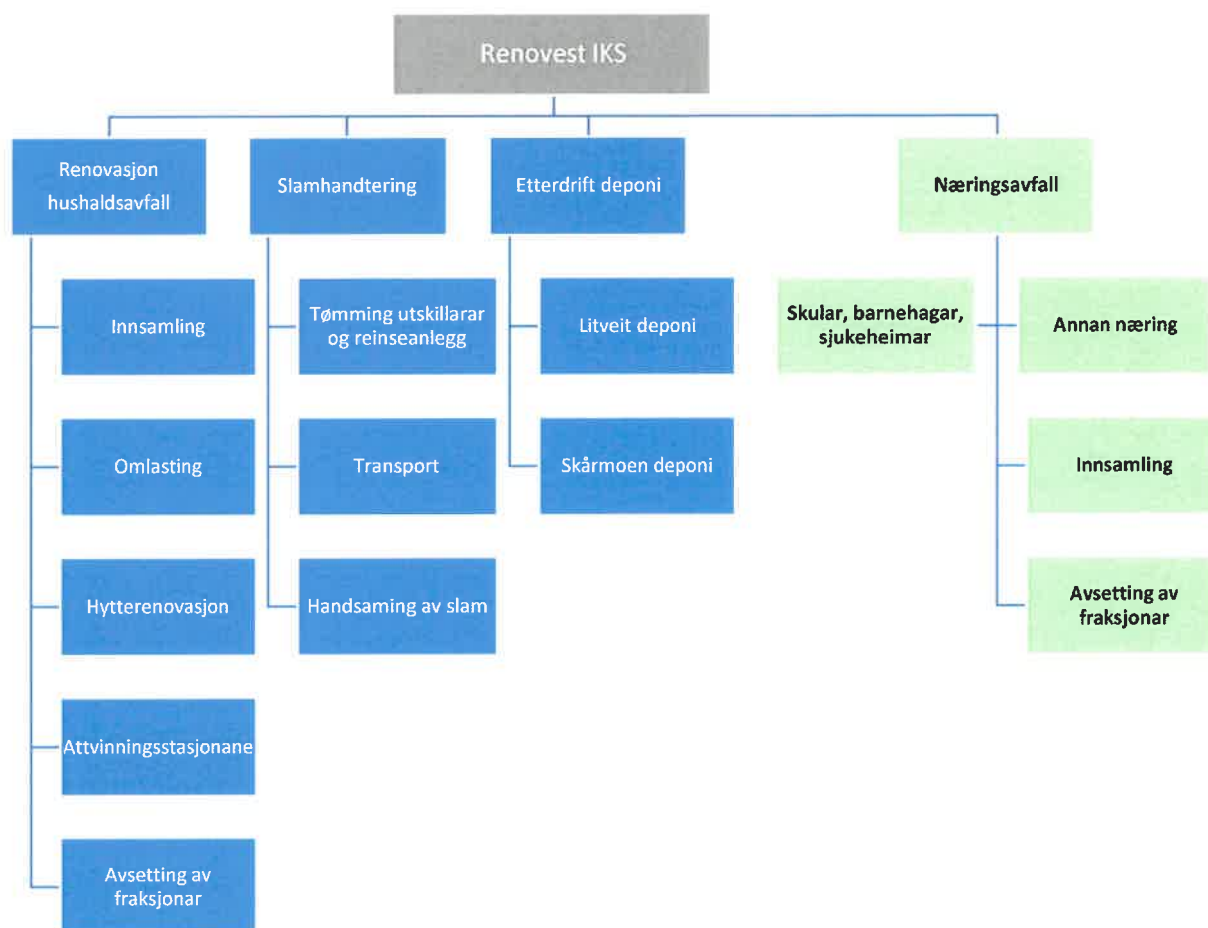 Renovest IKS
Renovasjon
hushaldsavfall
Slamhandtering
Etterdrift deponi
Næringsavfall
Innsamling
Tømming utskillarar
og reinseanlegg
Litveit deponi
Skular, barnehagar,
sjukeheimar
Annan næring
Omlasting
Transport
Skårmoen deponi
Innsamling
Hytterenovasjon
Handsaming av slam
Avsetting av
fraksjonar
Attvinningsstasjonane
Avsetting av
fraksjonar